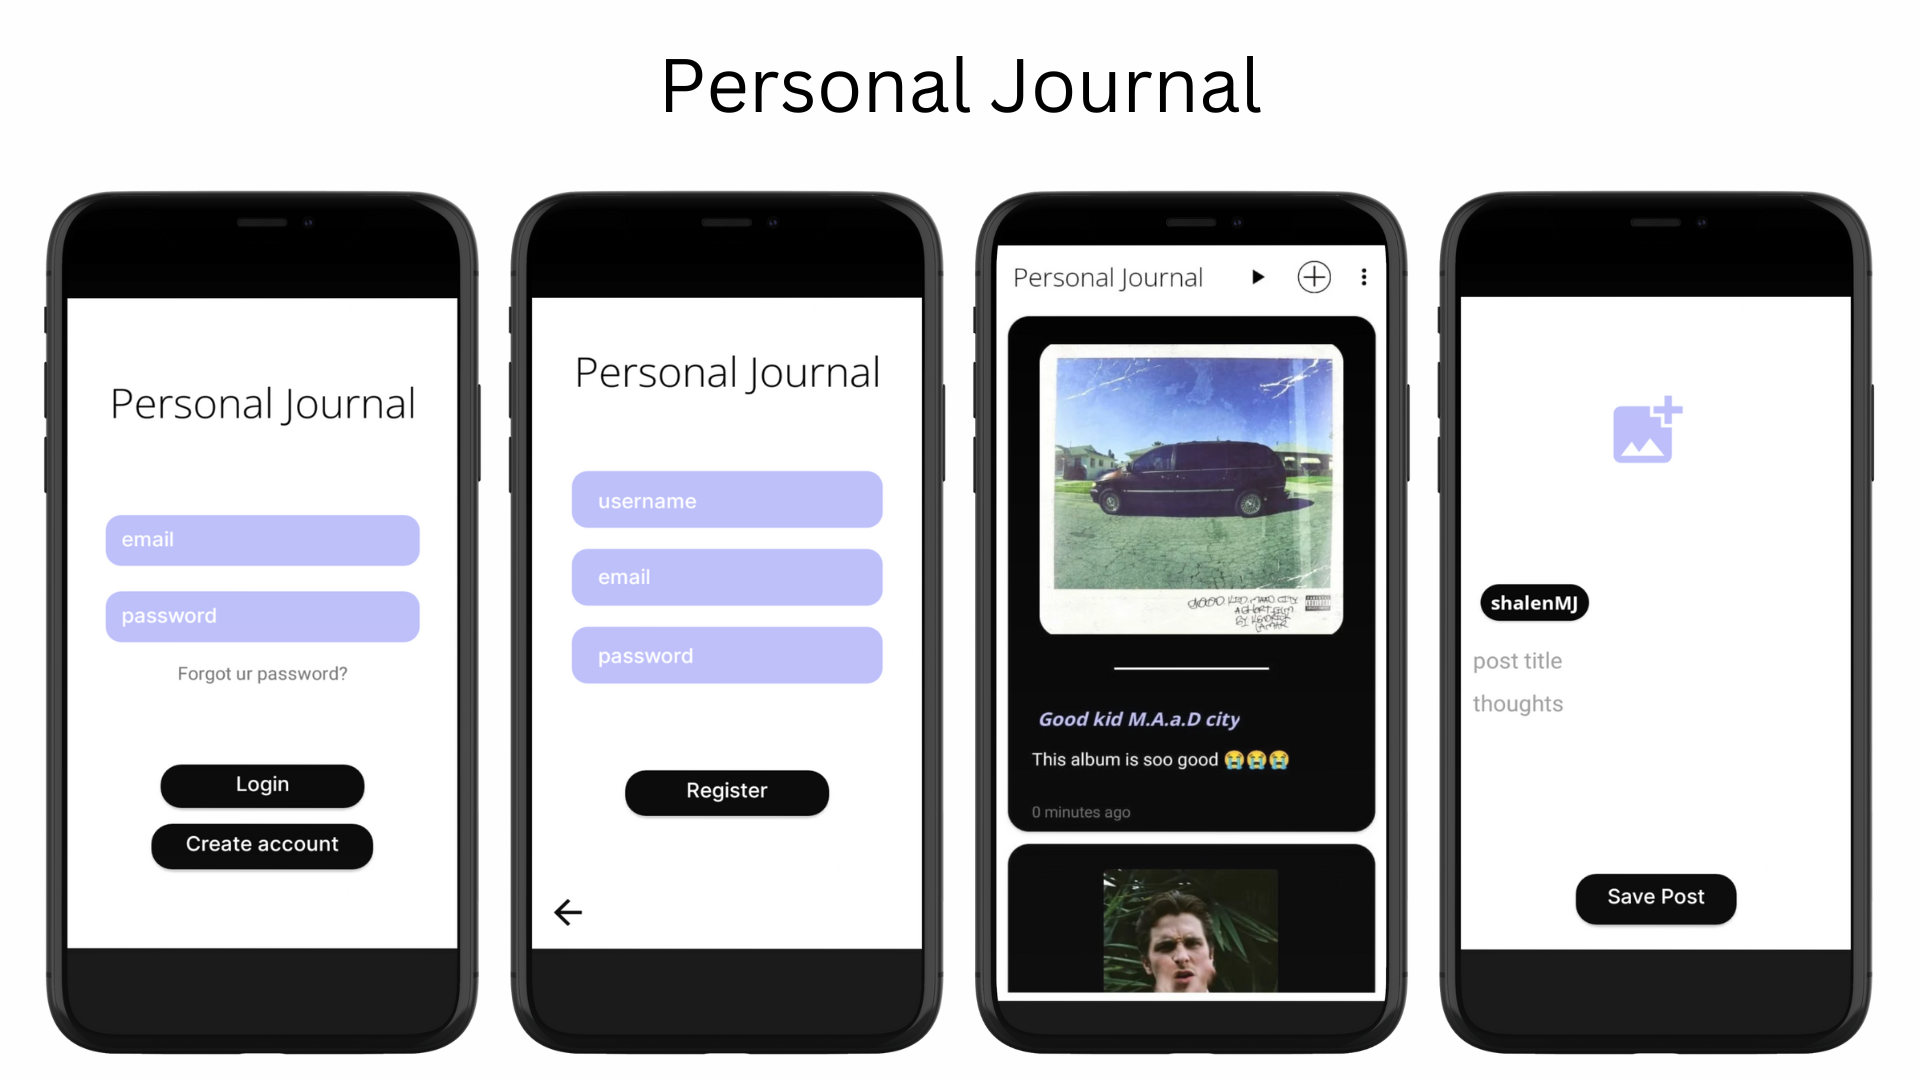 Personal Journal
Personal Journal
email
password
Forgot ur password?
Login
Create account
Personal Journal
username
email
password
Register
Personal Journal
GOOD KID, M.A.A.D CITY
A SHORT FILM
BY KENDRICK
LAMAR
Good kid M.A.a.D city
This album is soo good 😭😭😭
0 minutes ago
shalenMJ
post title
thoughts
Save Post